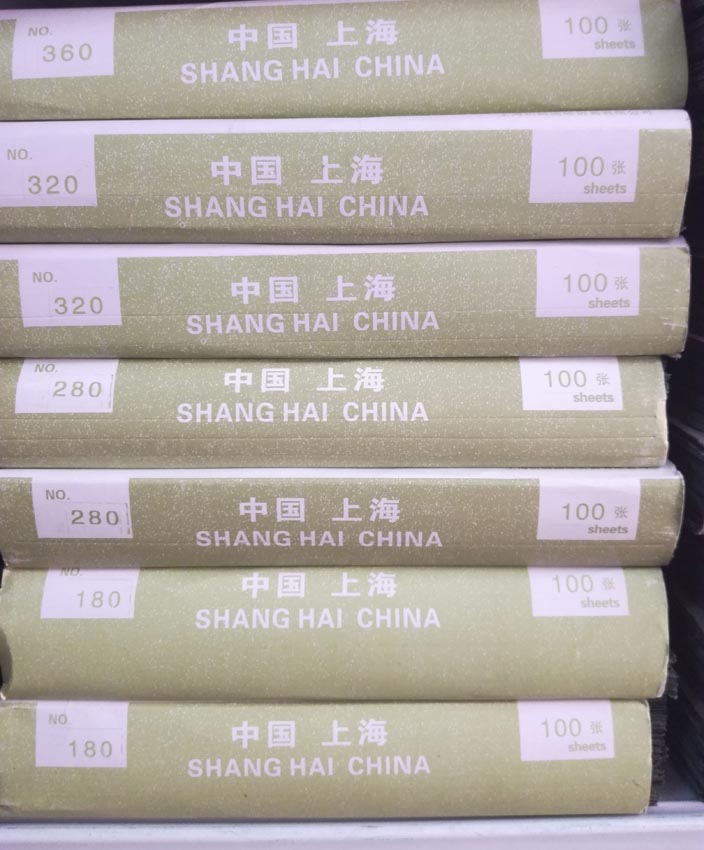 NO.
360
中国 上海
SHANG HAI CHINA
100 张
sheets
NO.
320
中国 上海
SHANG HAI CHINA
100 张
sheets
NO.
320
中国 上海
SHANG HAI CHINA
100 张
sheets
NO.
280
中国 上海
SHANG HAI CHINA
100 张
sheets
NO.
280
中国 上海
SHANG HAI CHINA
100 张
sheets
NO.
180
中国 上海
SHANG HAI CHINA
100 张
sheets
NO.
180
中国 上海
SHANG HAI CHINA
100 张
sheets